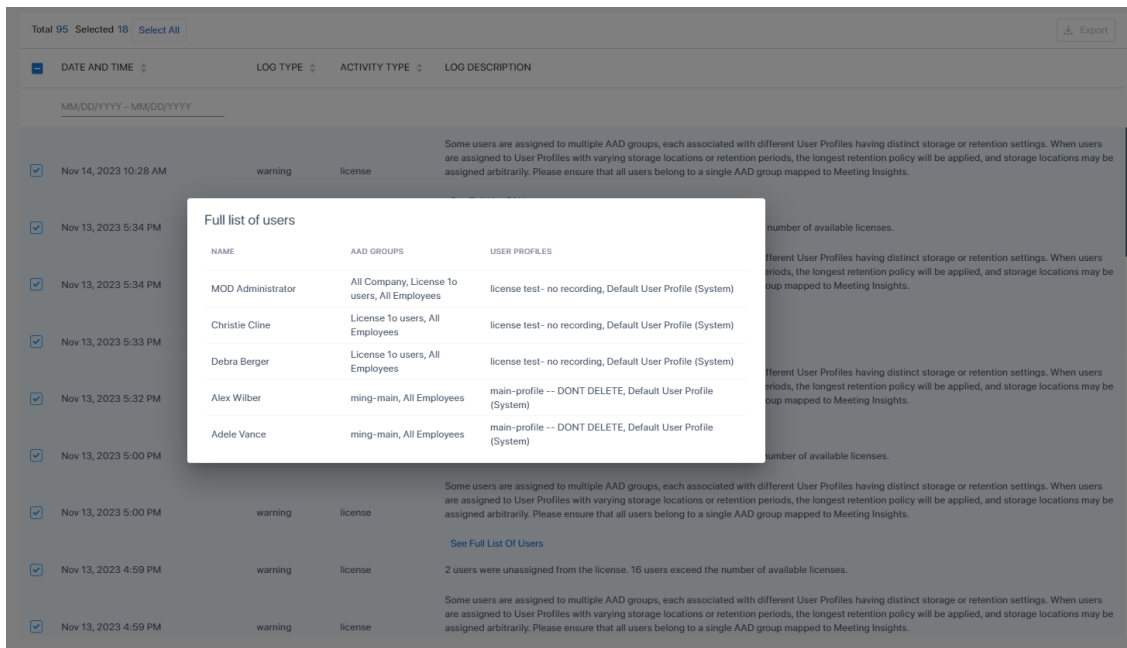 Total 95 Selected 18 Select All
Export
DATE AND TIME LOG TYPE ACTIVITY TYPE LOG DESCRIPTION
MM/DD/YYYY – MM/DD/YYYY
Some users are assigned to multiple AAD groups, each associated with different User Profiles having distinct storage or retention settings. When users
are assigned to User Profiles with varying storage locations or retention periods, the longest retention policy will be applied, and storage locations may be
assigned arbitrarily. Please ensure that all users belong to a single AAD group mapped to Meeting Insights.
Nov 14, 2023 10:28 AM warning license
Nov 13, 2023 5:34 PM
number of available licenses.
fferent User Profiles having distinct storage or retention settings. When users
eriods, the longest retention policy will be applied, and storage locations may be
oup mapped to Meeting Insights.
Nov 13, 2023 5:34 PM
Nov 13, 2023 5:33 PM
fferent User Profiles having distinct storage or retention settings. When users
eriods, the longest retention policy will be applied, and storage locations may be
oup mapped to Meeting Insights.
Nov 13, 2023 5:32 PM
Nov 13, 2023 5:00 PM
number of available licenses.
Full list of users
NAME AAD GROUPS USER PROFILES
MOD Administrator All Company, License 1o license test- no recording, Default User Profile (System)
users, All Employees
Christie Cline License 1o users, All license test- no recording, Default User Profile (System)
Employees
Debra Berger License 1o users, All license test- no recording, Default User Profile (System)
Employees
Alex Wilber ming-main, All Employees main-profile -- DONT DELETE, Default User Profile
(System)
Adele Vance ming-main, All Employees main-profile -- DONT DELETE, Default User Profile
(System)
Some users are assigned to multiple AAD groups, each associated with different User Profiles having distinct storage or retention settings. When users
are assigned to User Profiles with varying storage locations or retention periods, the longest retention policy will be applied, and storage locations may be
assigned arbitrarily. Please ensure that all users belong to a single AAD group mapped to Meeting Insights.
Nov 13, 2023 5:00 PM warning license
See Full List Of Users
Nov 13, 2023 4:59 PM warning license 2 users were unassigned from the license. 16 users exceed the number of available licenses.
Some users are assigned to multiple AAD groups, each associated with different User Profiles having distinct storage or retention settings. When users
are assigned to User Profiles with varying storage locations or retention periods, the longest retention policy will be applied, and storage locations may be
assigned arbitrarily. Please ensure that all users belong to a single AAD group mapped to Meeting Insights.
Nov 13, 2023 4:59 PM warning license